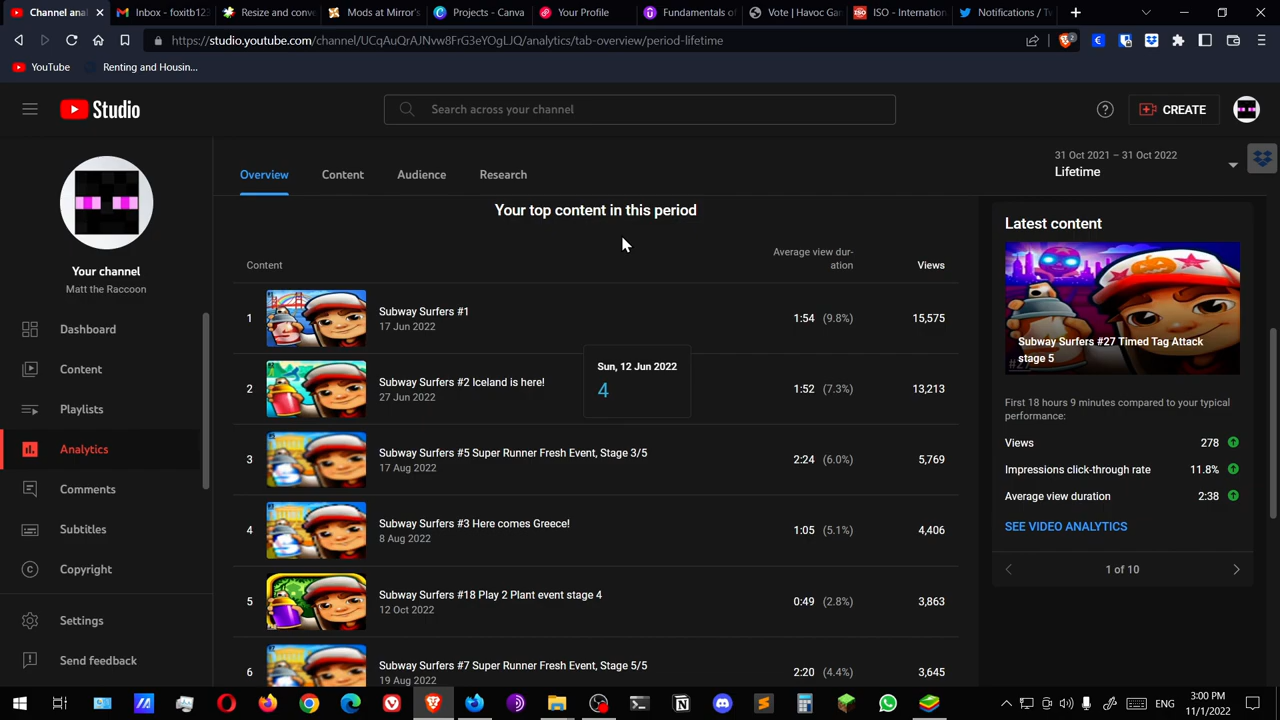 Channel anal
Inbox - foxitb123
Resize and conve
Mods at Mirror's
Projects - Canva
Your Profile
Fundamentals of
Vote | Havoc Gam
ISO - Internation
Notifications / Tw
https://studio.youtube.com/channel/UCqAuQrAJNvw8FrG3eYOgLJQ/analytics/tab-overview/period-lifetime
2
YouTube
Renting and Housin...
Studio
Search across your channel
CREATE
Your channel
Matt the Raccoon
Dashboard
Content
Playlists
Analytics
Comments
Subtitles
Copyright
Settings
Send feedback
Overview
Content
Audience
Research
31 Oct 2021 – 31 Oct 2022
Lifetime
Your top content in this period
Content
Average view dur-
ation
Views
1
Subway Surfers #1
17 Jun 2022
1:54 (9.8%)
15,575
2
Subway Surfers #2 Iceland is here!
27 Jun 2022
1:52 (7.3%)
13,213
Sun, 12 Jun 2022
4
3
Subway Surfers #5 Super Runner Fresh Event, Stage 3/5
17 Aug 2022
2:24 (6.0%)
5,769
4
Subway Surfers #3 Here comes Greece!
8 Aug 2022
1:05 (5.1%)
4,406
5
Subway Surfers #18 Play 2 Plant event stage 4
12 Oct 2022
0:49 (2.8%)
3,863
6
Subway Surfers #7 Super Runner Fresh Event, Stage 5/5
19 Aug 2022
2:20 (4.4%)
3,645
Latest content
Subway Surfers #27 Timed Tag Attack
stage 5
#27
First 18 hours 9 minutes compared to your typical
performance:
Views
278
Impressions click-through rate
11.8%
Average view duration
2:38
SEE VIDEO ANALYTICS
1 of 10
ENG
3:00 PM
11/1/2022